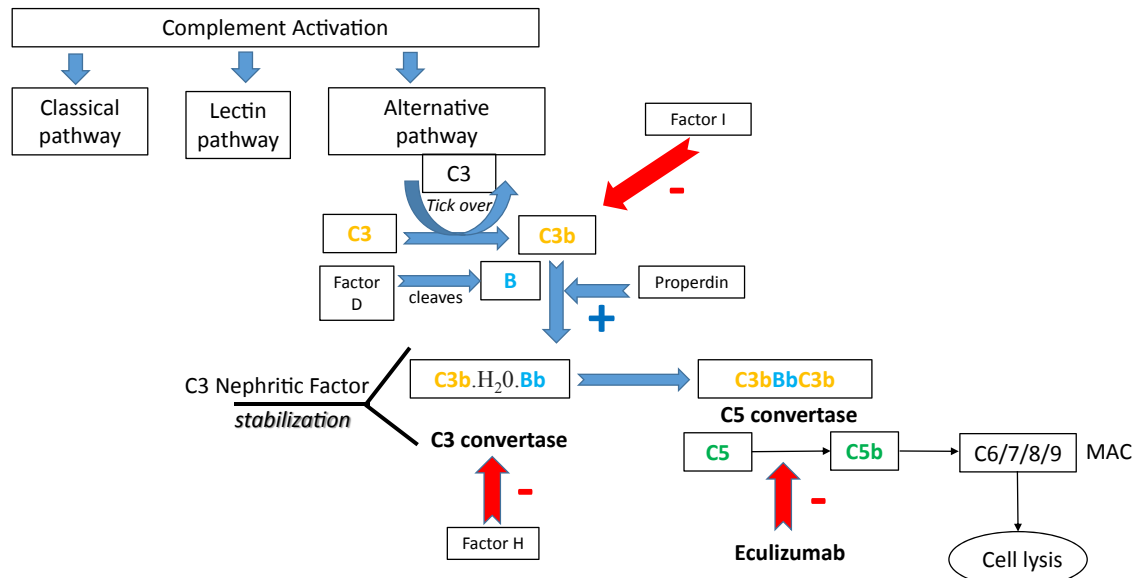 Complement Activation
Classical
pathway
Lectin
pathway
Alternative
pathway
Factor I
C3
Tick over
-
C3
C3b
Factor
D
cleaves
B
Properdin
+
C3 Nephritic Factor
stabilization
C3b.H₂0.Bb
C3bBbC3b
C3 convertase
C5 convertase
C5
C5b
C6/7/8/9
MAC
-
-
Factor H
Eculizumab
Cell lysis